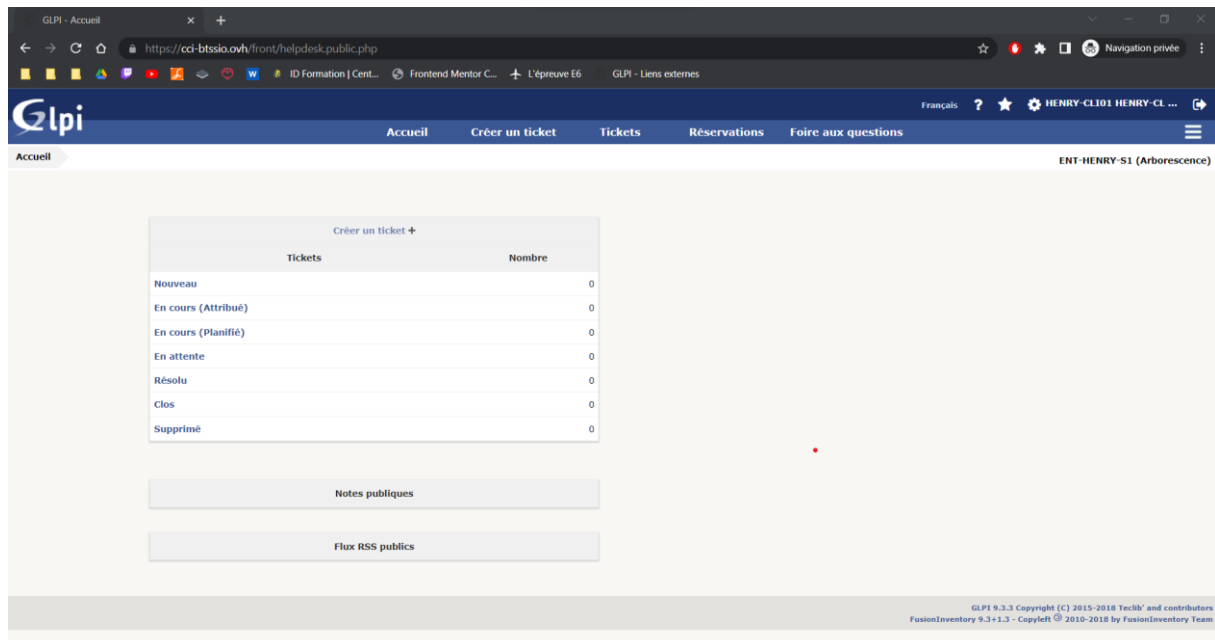 GLPI - Accueil
https://cci-btssio.ovh/front/helpdesk.public.php
Navigation privée
ID Formation | Cent...
Frontend Mentor C...
L'épreuve E6
GLPI - Liens externes
Glpi
Français ? HENRY-CLI01 HENRY-CL ...
Accueil Créer un ticket Tickets Réservations Foire aux questions
Accueil
ENT-HENRY-S1 (Arborescence)
Créer un ticket +
Tickets Nombre
Nouveau 0
En cours (Attribué) 0
En cours (Planifié) 0
En attente 0
Résolu 0
Clos 0
Supprimé 0
Notes publiques
Flux RSS publics
GLPI 9.3.3 Copyright (C) 2015-2018 Teclib' and contributors
FusionInventory 9.3+1.3 - Copyleft 2010-2018 by FusionInventory Team